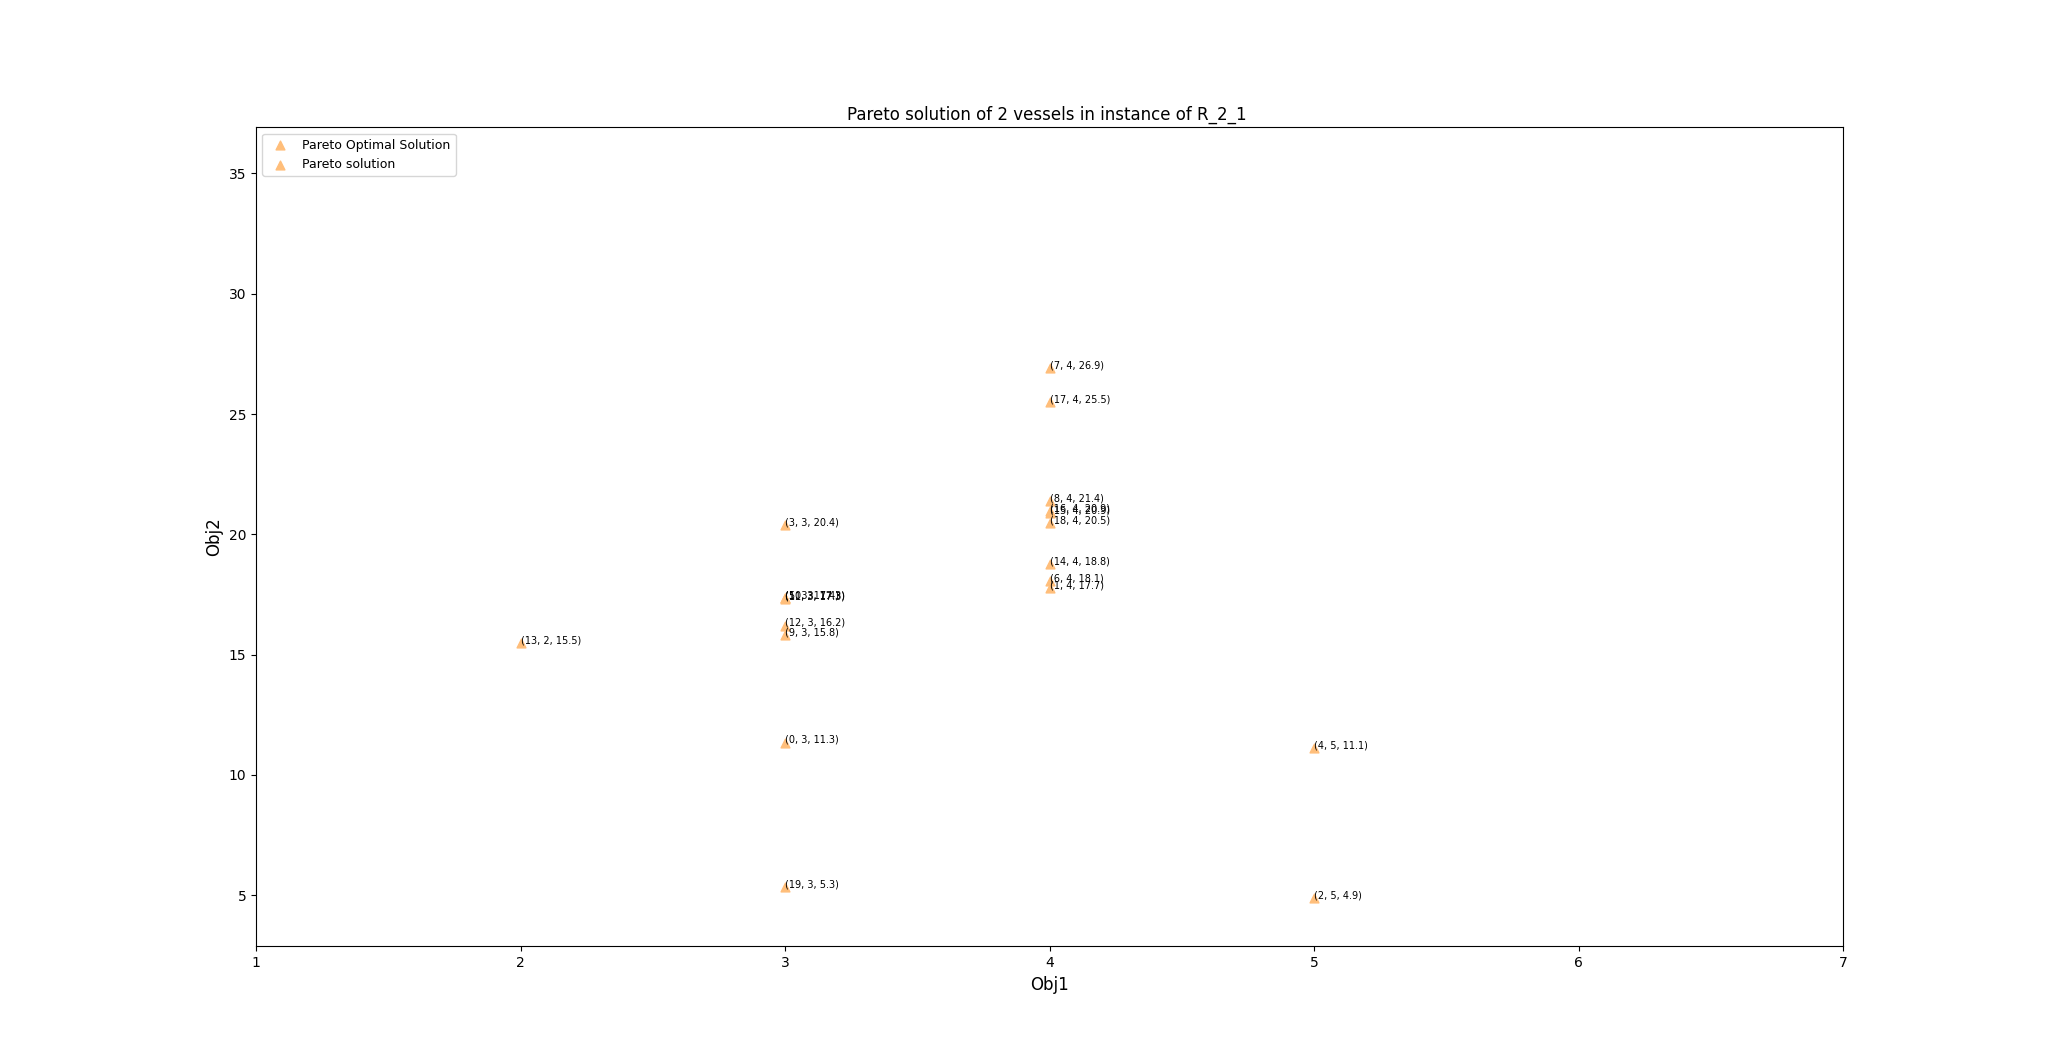 Pareto solution of 2 vessels in instance of R_2_1
Pareto Optimal Solution
Pareto solution
35
30
25
20
15
10
5
Obj2
(7, 4, 26.9)
(17, 4, 25.5)
(8, 4, 21.4)
(18, 4, 20.5)
(3, 3, 20.4)
(14, 4, 18.8)
(6, 4, 18.1)
(1, 4, 17.7)
(12, 3, 16.2)
(9, 3, 15.8)
(13, 2, 15.5)
(0, 3, 11.3)
(4, 5, 11.1)
(19, 3, 5.3)
(2, 5, 4.9)
1 2 3 4 5 6 7
Obj1